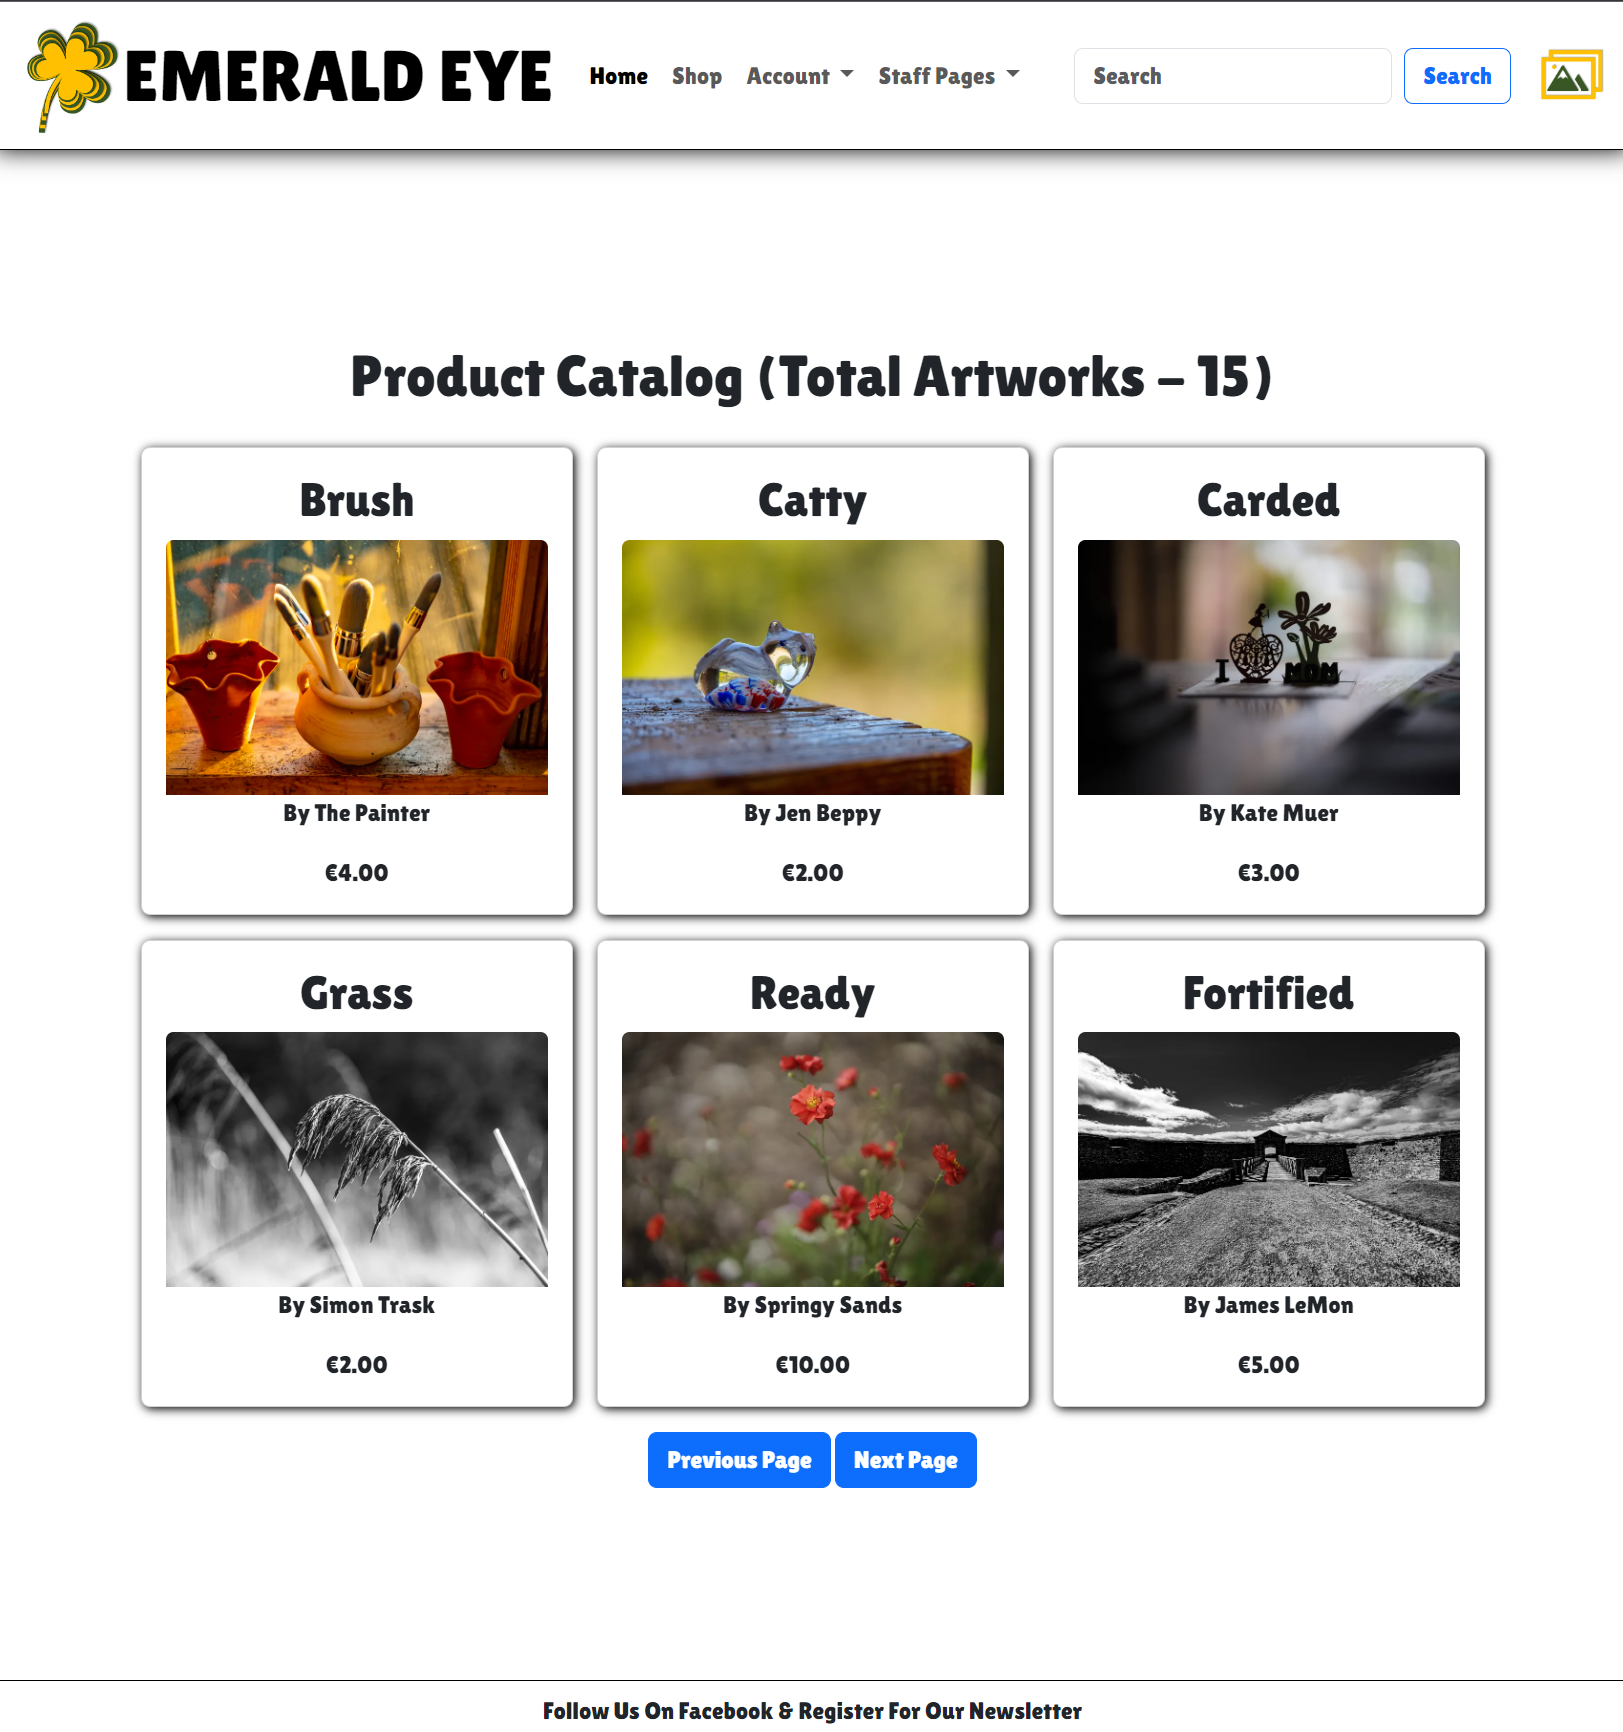 EMERALD EYE Home Shop Account Staff Pages Search Search
Product Catalog (Total Artworks - 15)
Brush
By The Painter
€4.00
Catty
By Jen Beppy
€2.00
Carded
I
MOM
By Kate Muer
€3.00
Grass
By Simon Trask
€2.00
Ready
By Springy Sands
€10.00
Fortified
By James LeMon
€5.00
Previous Page Next Page
Follow Us On Facebook & Register For Our Newsletter